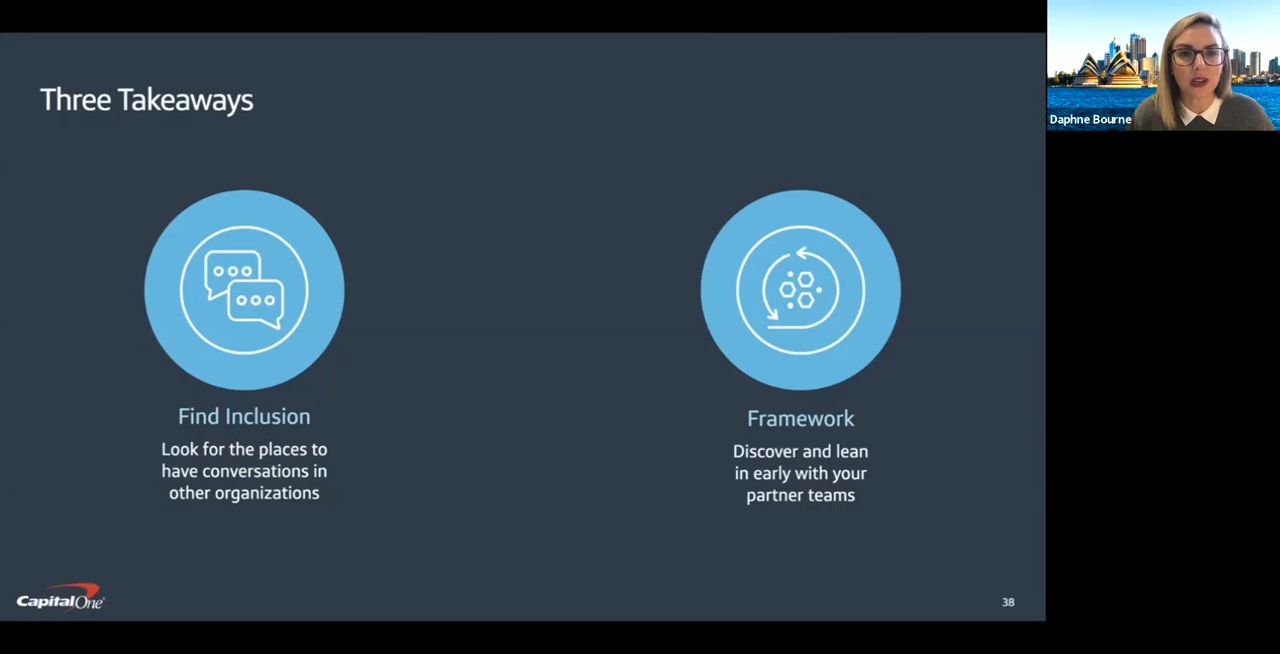 Three Takeaways
Daphne Bourne
Find Inclusion
Look for the places to
have conversations in
other organizations
Framework
Discover and lean
in early with your
partner teams
Capital One
38